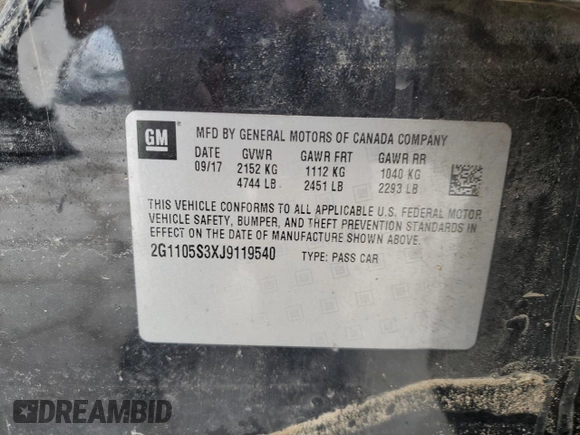 GM
MFD BY GENERAL MOTORS OF CANADA COMPANY
DATE GVWR GAWR FRT GAWR RR
09/17 2152 KG 1112 KG 1040 KG
4744 LB 2451 LB 2293 LB
THIS VEHICLE CONFORMS TO ALL APPLICABLE U.S. FEDERAL MOTOR
VEHICLE SAFETY, BUMPER, AND THEFT PREVENTION STANDARDS IN
EFFECT ON THE DATE OF MANUFACTURE SHOWN ABOVE.
2G1105S3XJ9119540 TYPE: PASS CAR
DREAMBID